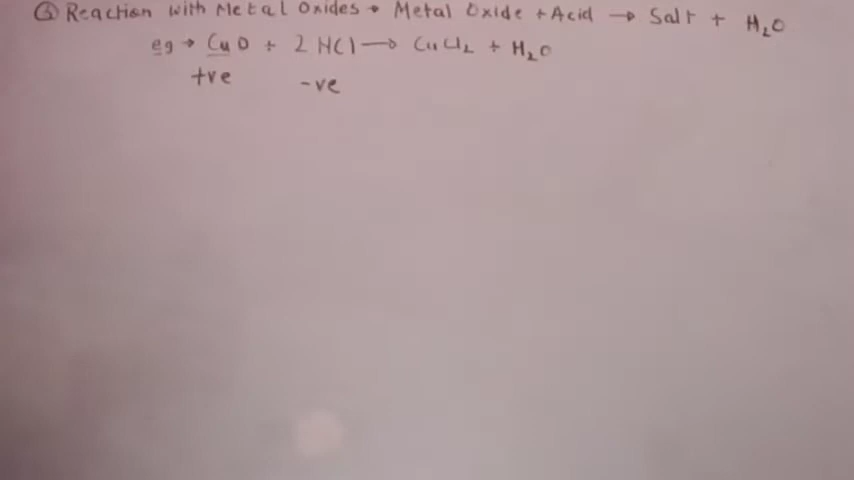 ③ Reaction with Metal Oxides → Metal Oxide + Acid → Salt + H₂O
eg → CuO + 2 HCl → CuCl₂ + H₂O
+ve -ve